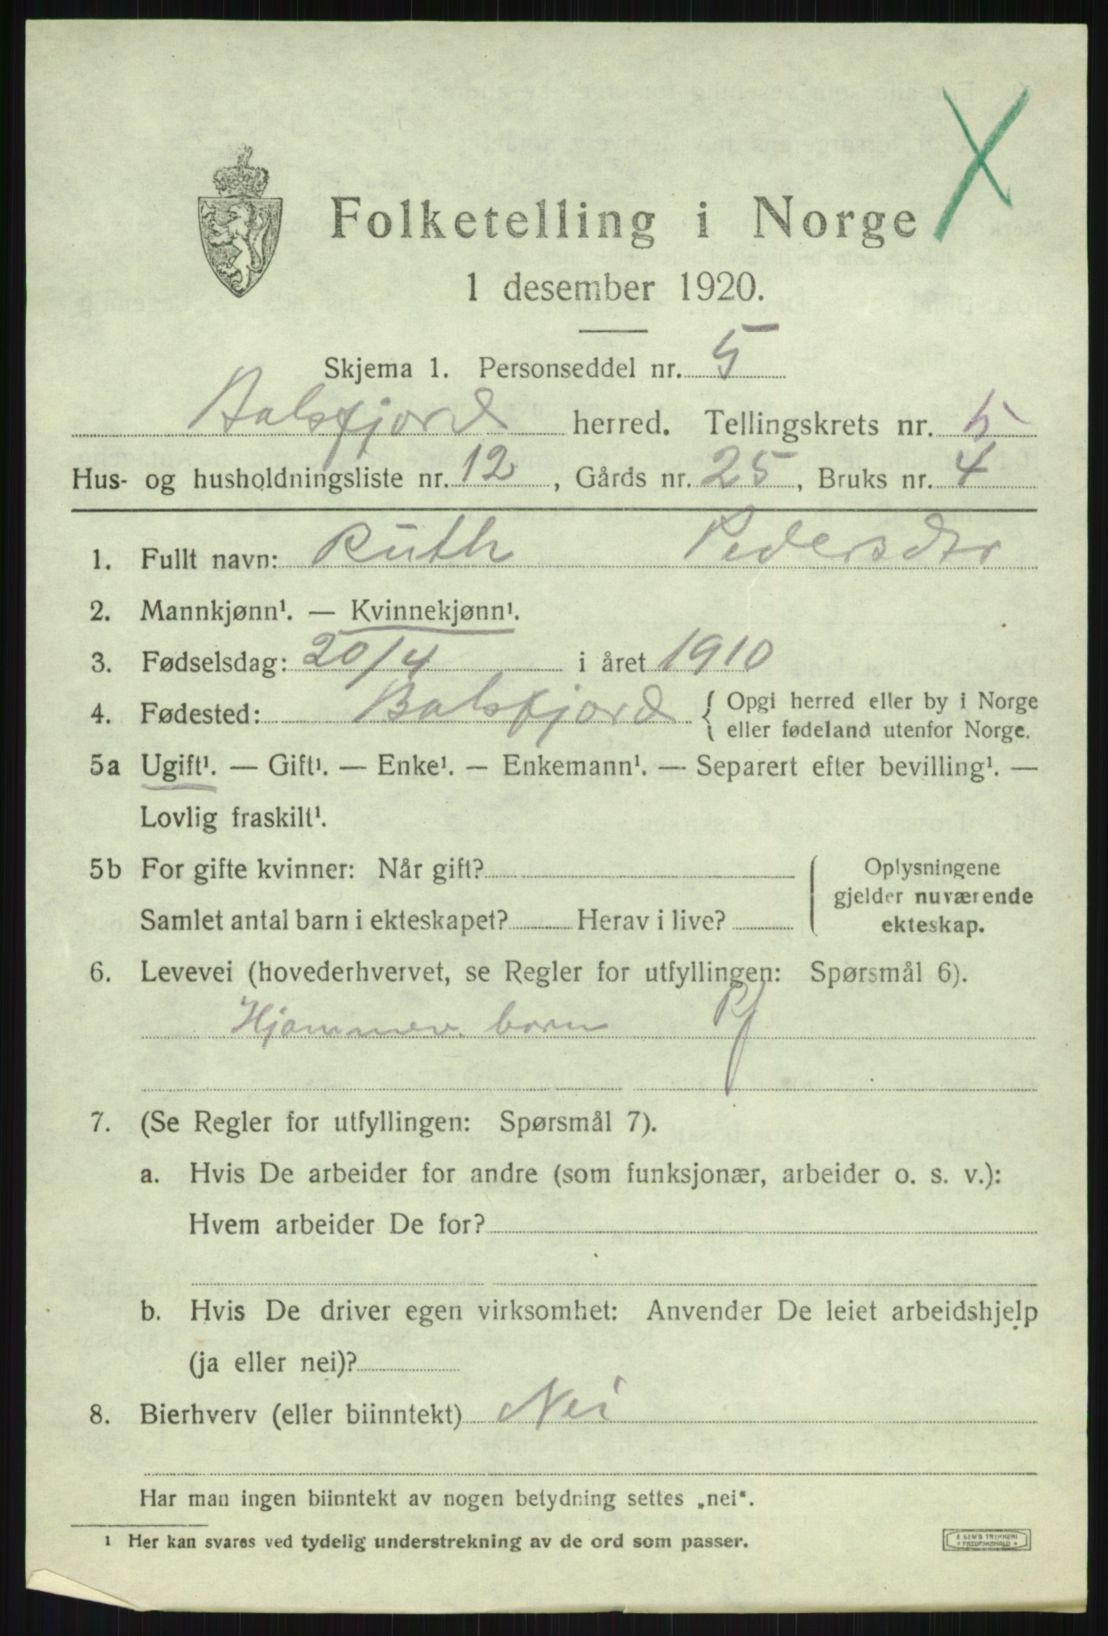 Folketelling i Norge
1 desember 1920.
Skjema 1. Personseddel nr. 5
Balsfjord herred. Tellingskrets nr. 5
Hus- og husholdningsliste nr. 12, Gårds nr. 25, Bruks nr. 4
1. Fullt navn: Ruth Pedersdtr
2. Mannkjønn¹. — Kvinnekjønn¹.
3. Fødselsdag: 20/4 i året 1910
4. Fødested: Balsfjord { Opgi herred eller by i Norge
eller fødeland utenfor Norge.
5a Ugift¹. — Gift¹. — Enke¹. — Enkemann¹. — Separert efter bevilling¹. —
Lovlig fraskilt¹.
5b For gifte kvinner: Når gift?
Samlet antal barn i ekteskapet? Herav i live?
Oplysningene
gjelder nuværende
ekteskap.
6. Levevei (hovederhvervet, se Regler for utfyllingen: Spørsmål 6).
Hjemmev. barn
7. (Se Regler for utfyllingen: Spørsmål 7).
a. Hvis De arbeider for andre (som funksjonær, arbeider o. s. v.):
Hvem arbeider De for?
b. Hvis De driver egen virksomhet: Anvender De leiet arbeidshjelp
(ja eller nei)?
8. Bierhverv (eller biinntekt) Nei
Har man ingen biinntekt av nogen betydning settes „nei“.
¹ Her kan svares ved tydelig understrekning av de ord som passer.